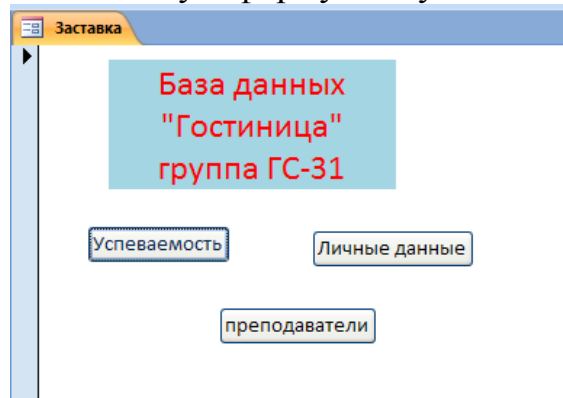 Заставка
База данных
"Гостиница"
группа ГС-31
Успеваемость
Личные данные
преподаватели